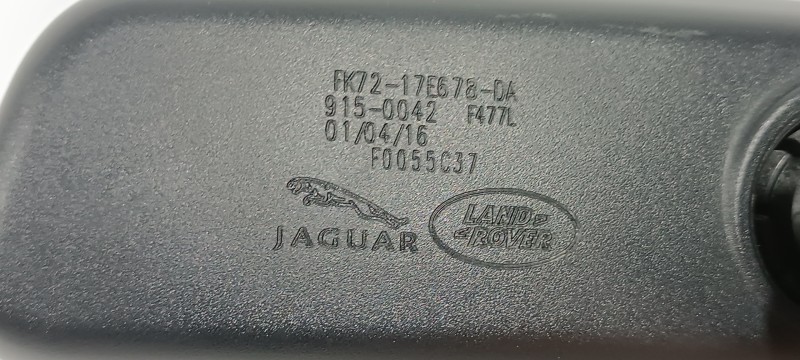 FK72-17E678-DA
915-0042 F477L
01/04/16
F0055C37
JAGUAR
LAND
ROVER